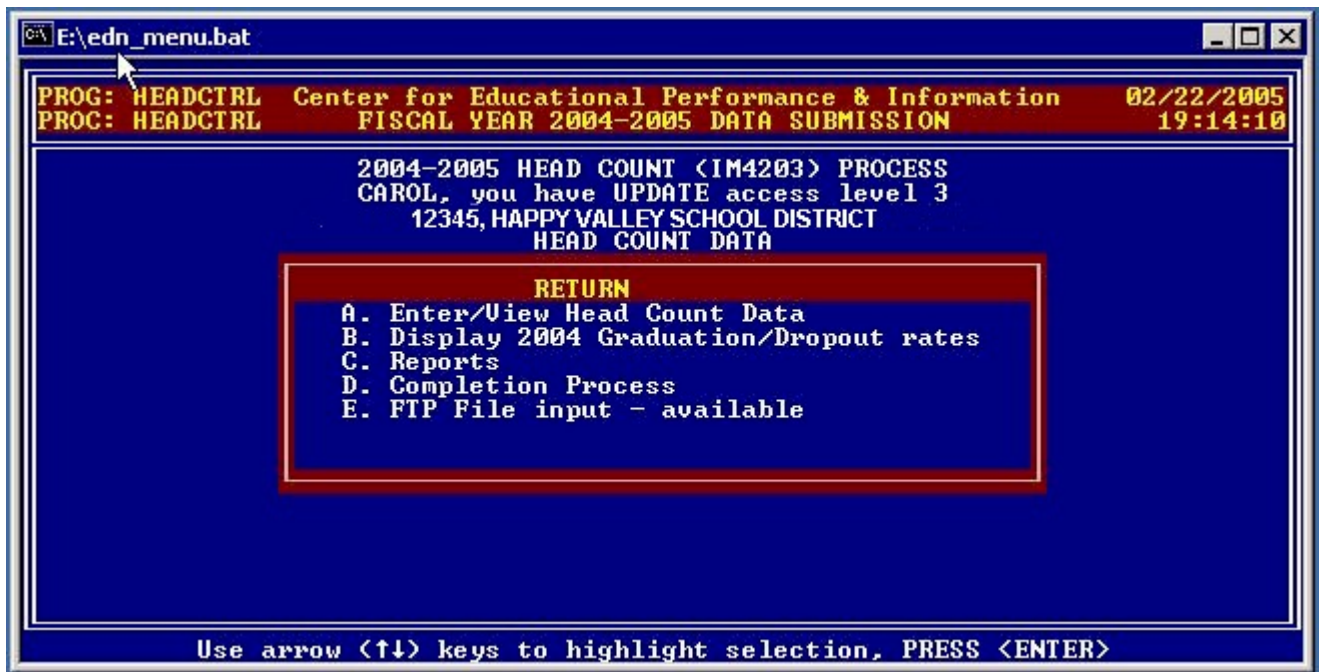 E:\edn_menu.bat
PROG: HEADCTRL Center for Educational Performance & Information 02/22/2005
PROC: HEADCTRL FISCAL YEAR 2004-2005 DATA SUBMISSION 19:14:10
2004-2005 HEAD COUNT (IM4203) PROCESS
CAROL, you have UPDATE access level 3
12345, HAPPY VALLEY SCHOOL DISTRICT
HEAD COUNT DATA
RETURN
A. Enter/View Head Count Data
B. Display 2004 Graduation/Dropout rates
C. Reports
D. Completion Process
E. FTP File input - available
Use arrow <↑↓> keys to highlight selection, PRESS <ENTER>